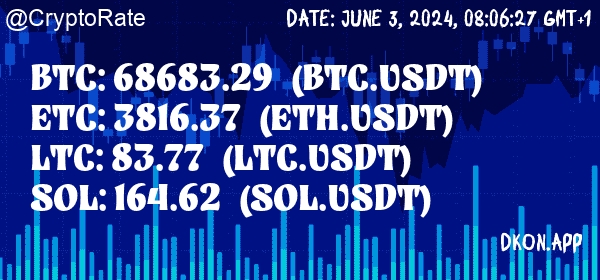 @CryptoRate
DATE: JUNE 3, 2024, 08:06:27 GMT+1
BTC: 68683.29 (BTC.USDT)
ETC: 3816.37 (ETH.USDT)
LTC: 83.77 (LTC.USDT)
SOL: 164.62 (SOL.USDT)
DKON.APP